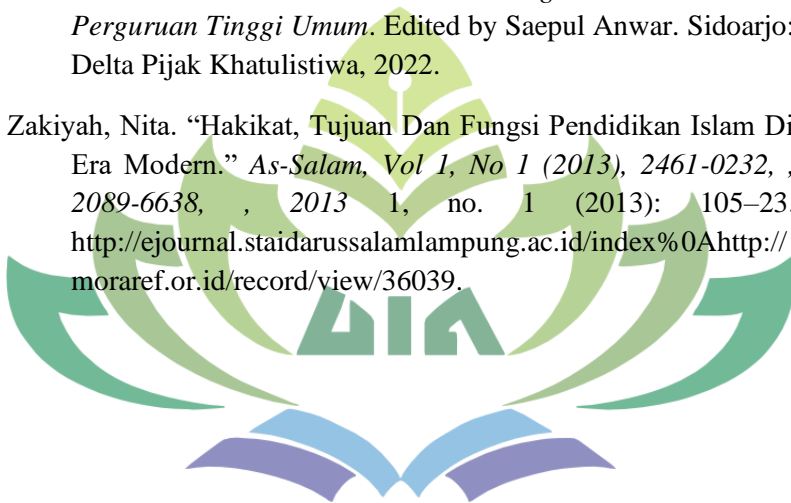 Perguruan Tinggi Umum. Edited by Saepul Anwar. Sidoarjo:
Delta Pijak Khatulistiwa, 2022.
Zakiyah, Nita. “Hakikat, Tujuan Dan Fungsi Pendidikan Islam Di
Era Modern.” As-Salam, Vol 1, No 1 (2013), 2461-0232, ,
2089-6638, , 2013 1, no. 1 (2013): 105–23.
http://ejournal.staidarussalamlampung.ac.id/index%0Ahttp://
moraref.or.id/record/view/36039.
UIN